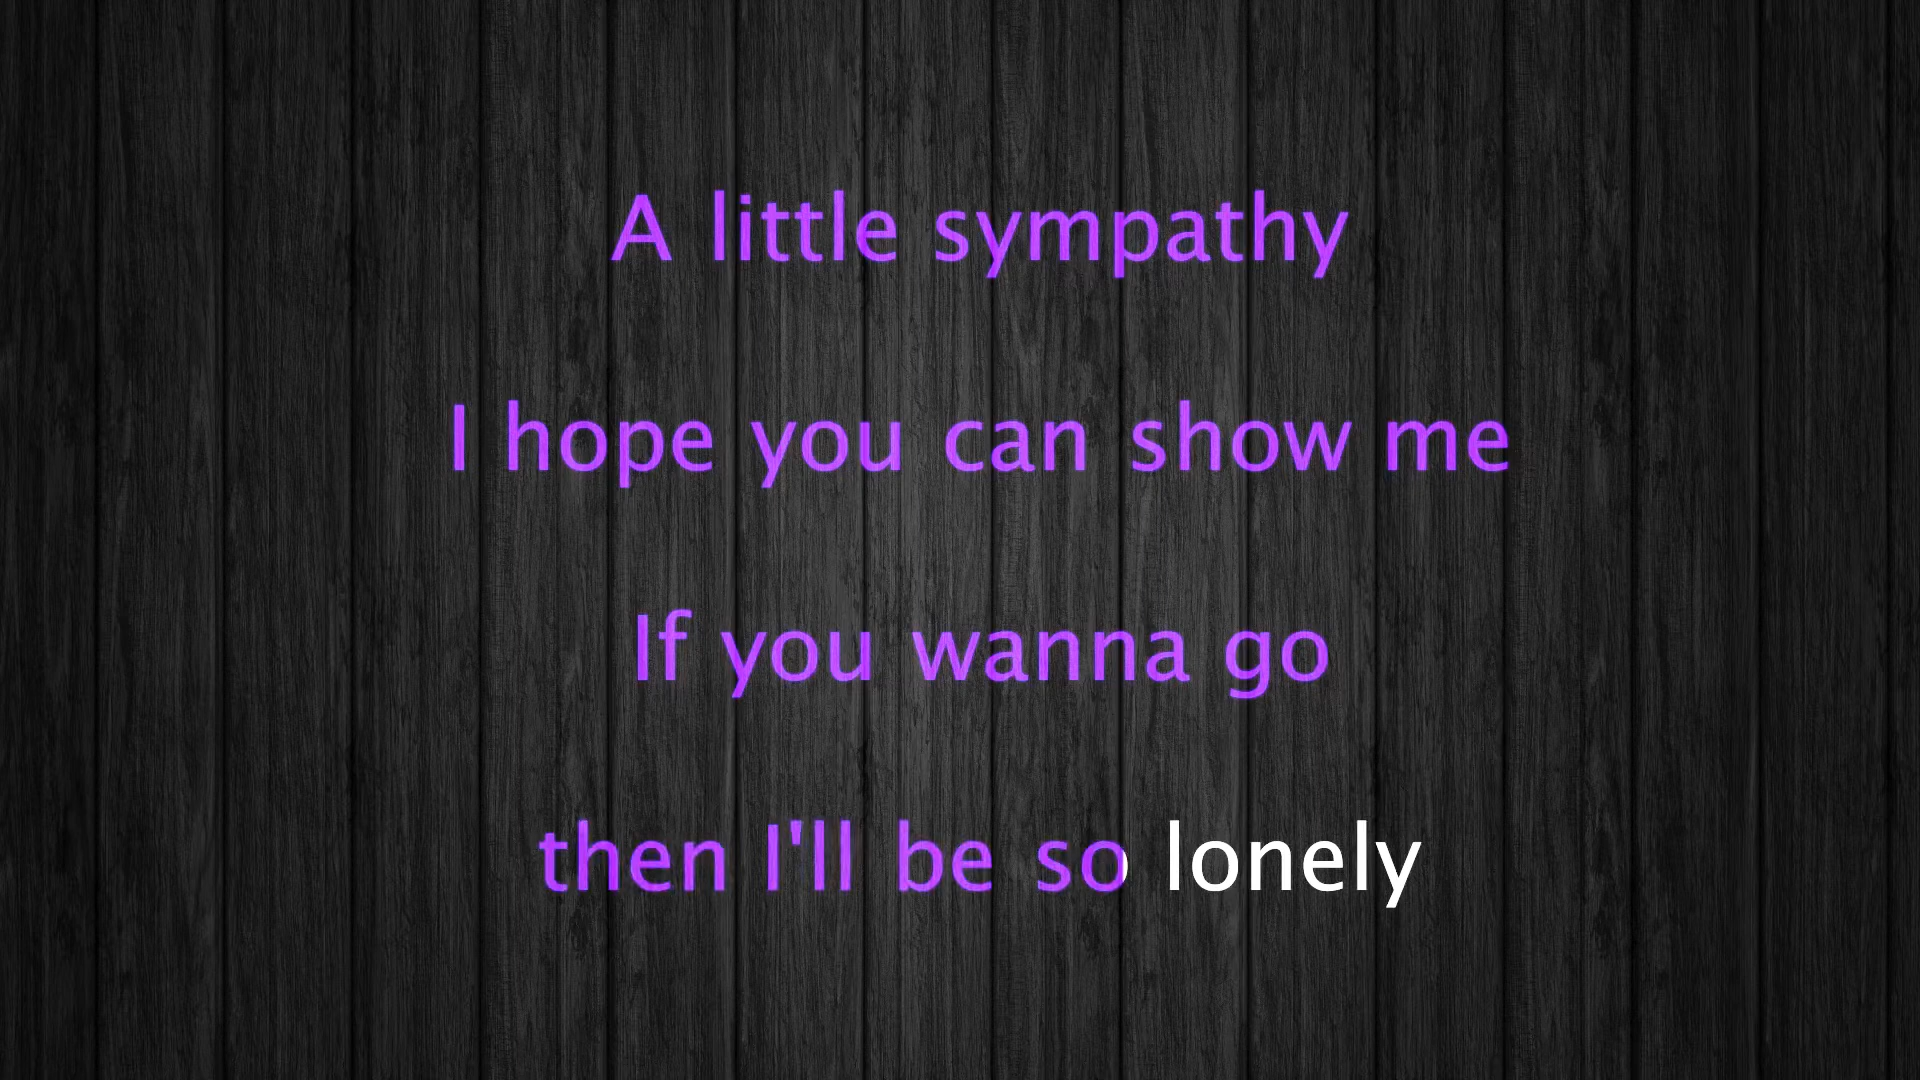 A little sympathy
I hope you can show me
If you wanna go
then I'll be so lonely